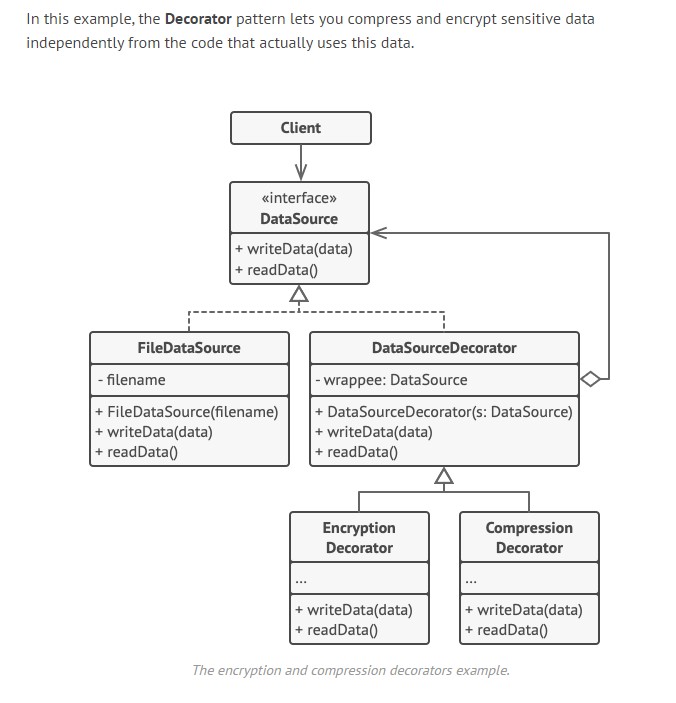 In this example, the Decorator pattern lets you compress and encrypt sensitive data
independently from the code that actually uses this data.
Client
«interface»
DataSource
+ writeData(data)
+ readData()
FileDataSource
- filename
+ FileDataSource(filename)
+ writeData(data)
+ readData()
DataSourceDecorator
- wrappee: DataSource
+ DataSourceDecorator(s: DataSource)
+ writeData(data)
+ readData()
Encryption
Decorator
...
+ writeData(data)
+ readData()
Compression
Decorator
...
+ writeData(data)
+ readData()
The encryption and compression decorators example.